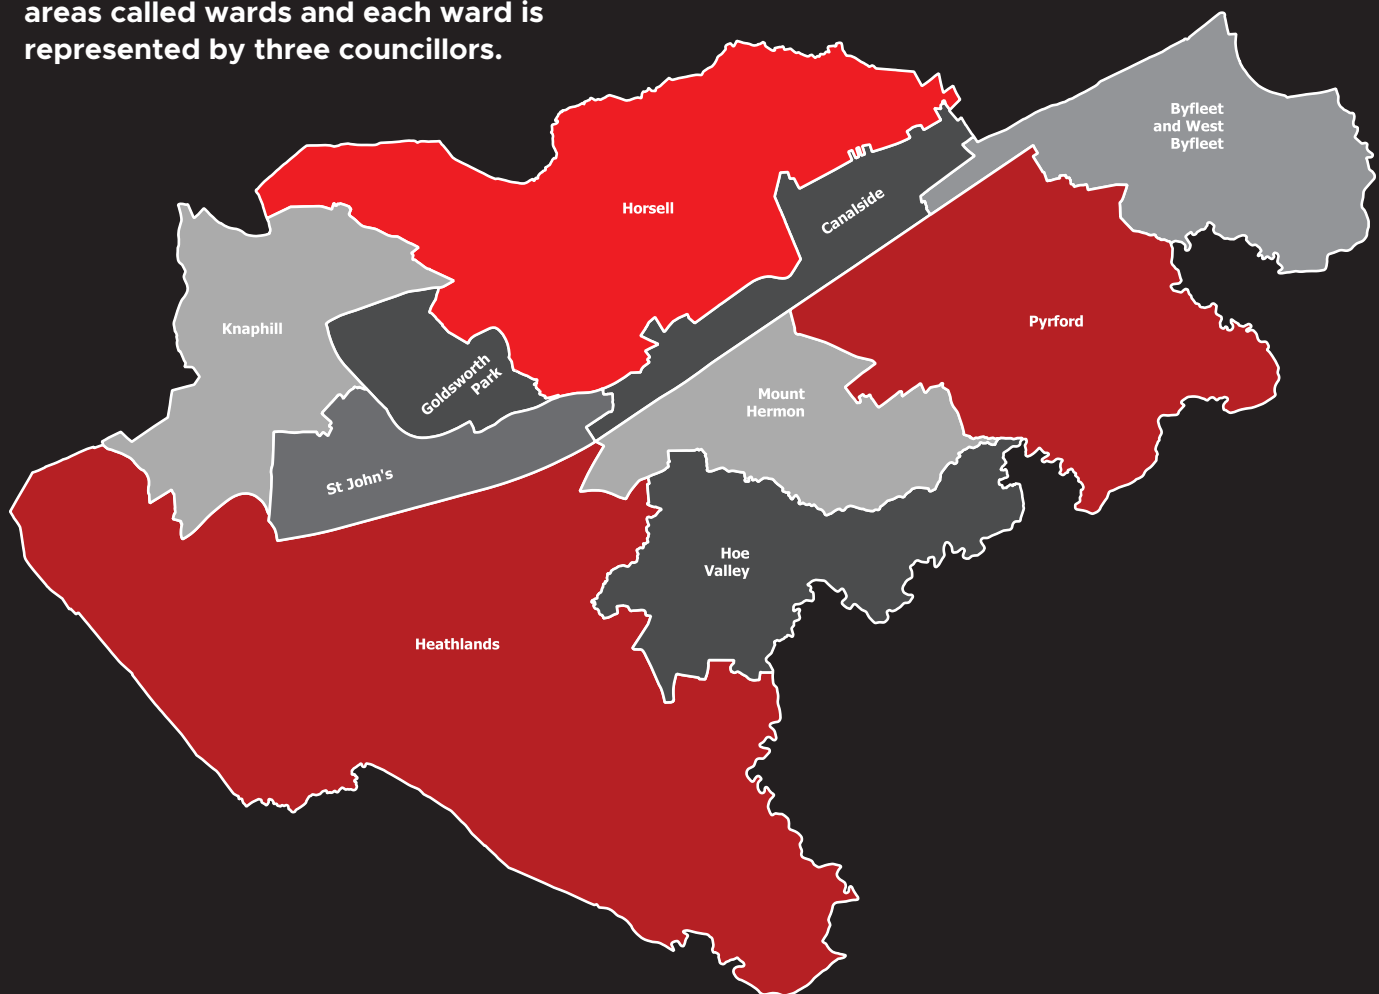 areas called wards and each ward is
represented by three councillors.
Byfleet
and West
Byfleet
Horsell
Canalside
Knaphill
Pyrford
Goldsworth
Park
Mount
Hermon
St John's
Hoe
Valley
Heathlands